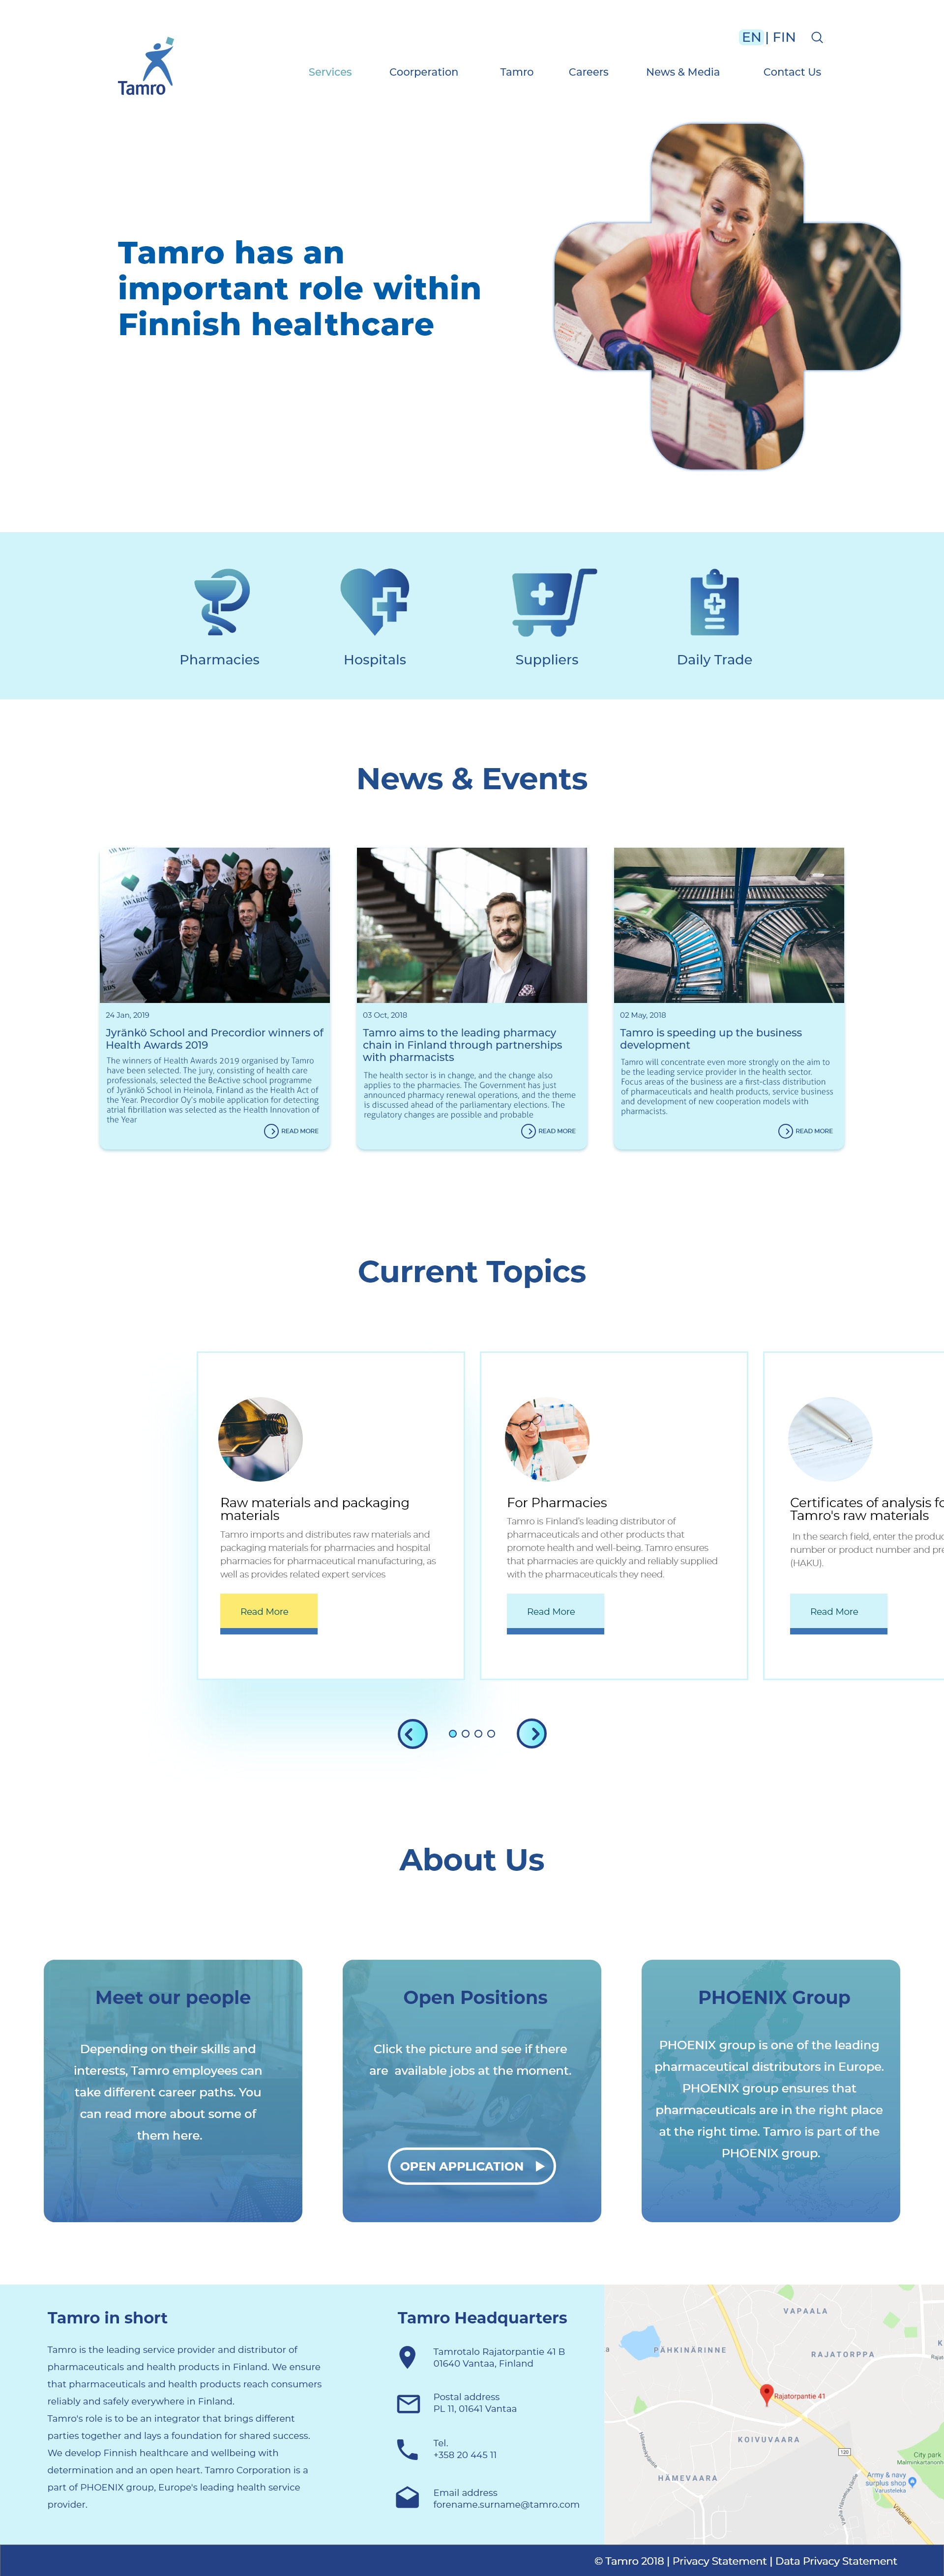 EN | FIN
Tamro
Services Coorperation Tamro Careers News & Media Contact Us
Tamro has an
important role within
Finnish healthcare
Pharmacies Hospitals Suppliers Daily Trade
News & Events
24 Jan, 2019
Jyränkö School and Precordior winners of
Health Awards 2019
The winners of Health Awards 2019 organised by Tamro
have been selected. The jury, consisting of health care
professionals, selected the BeActive school programme
of Jyränkö School in Heinola, Finland as the Health Act of
the Year. Precordior Oy's mobile application for detecting
atrial fibrillation was selected as the Health Innovation of
the Year
READ MORE
03 Oct, 2018
Tamro aims to the leading pharmacy
chain in Finland through partnerships
with pharmacists
The health sector is in change, and the change also
applies to the pharmacies. The Government has just
announced pharmacy renewal operations, and the theme
is discussed ahead of the parliamentary elections. The
regulatory changes are possible and probable
READ MORE
02 May, 2018
Tamro is speeding up the business
development
Tamro will concentrate even more strongly on the aim to
be the leading service provider in the health sector.
Focus areas of the business are a first-class distribution
of pharmaceuticals and health products, service business
and development of new cooperation models with
pharmacists.
READ MORE
Current Topics
Raw materials and packaging
materials
Tamro imports and distributes raw materials and
packaging materials for pharmacies and hospital
pharmacies for pharmaceutical manufacturing, as
well as provides related expert services
Read More
For Pharmacies
Tamro is Finland's leading distributor of
pharmaceuticals and other products that
promote health and well-being. Tamro ensures
that pharmacies are quickly and reliably supplied
with the pharmaceuticals they need.
Read More
Certificates of analysis fo
Tamro's raw materials
In the search field, enter the produc
number or product number and pre
(HAKU).
Read More
About Us
Meet our people
Depending on their skills and
interests, Tamro employees can
take different career paths. You
can read more about some of
them here.
Open Positions
Click the picture and see if there
are available jobs at the moment.
OPEN APPLICATION
PHOENIX Group
PHOENIX group is one of the leading
pharmaceutical distributors in Europe.
PHOENIX group ensures that
pharmaceuticals are in the right place
at the right time. Tamro is part of the
PHOENIX group.
Tamro in short
Tamro is the leading service provider and distributor of
pharmaceuticals and health products in Finland. We ensure
that pharmaceuticals and health products reach consumers
reliably and safely everywhere in Finland.
Tamro's role is to be an integrator that brings different
parties together and lays a foundation for shared success.
We develop Finnish healthcare and wellbeing with
determination and an open heart. Tamro Corporation is a
part of PHOENIX group, Europe's leading health service
provider.
Tamro Headquarters
Tamrotalo Rajatorpantie 41 B
01640 Vantaa, Finland
Postal address
PL 11, 01641 Vantaa
Tel.
+358 20 445 11
Email address
forename.surname@tamro.com
VAPAALA
PÄHKINÄRINNE
RAJATORPPA
Rajatorpantie 41
KOIVUVAARA
120
HÄMEVAARA
City park
Malminkartanonh
Army & navy
surplus shop
Varusteleka
Vihdintie
© Tamro 2018 | Privacy Statement | Data Privacy Statement